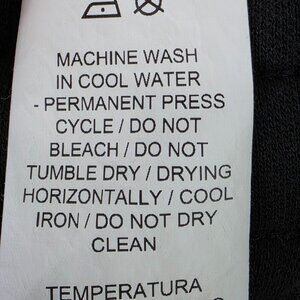 MACHINE WASH
IN COOL WATER
- PERMANENT PRESS
CYCLE / DO NOT
BLEACH / DO NOT
TUMBLE DRY / DRYING
HORIZONTALLY / COOL
IRON / DO NOT DRY
CLEAN
TEMPERATURA